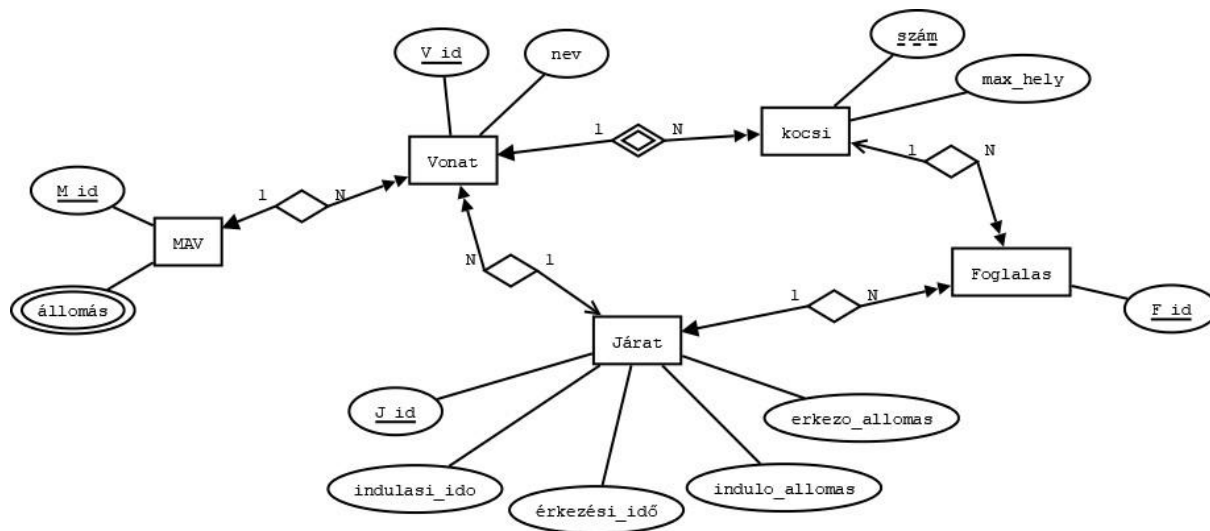 szám
V_id
nev
max_hely
1
N
kocsi
Vonat
1
N
M_id
1
N
MAV
N
1
Foglalas
állomás
1
N
F_id
Járat
J_id
erkezo_allomas
indulasi_ido
indulo_allomas
érkezési_idő